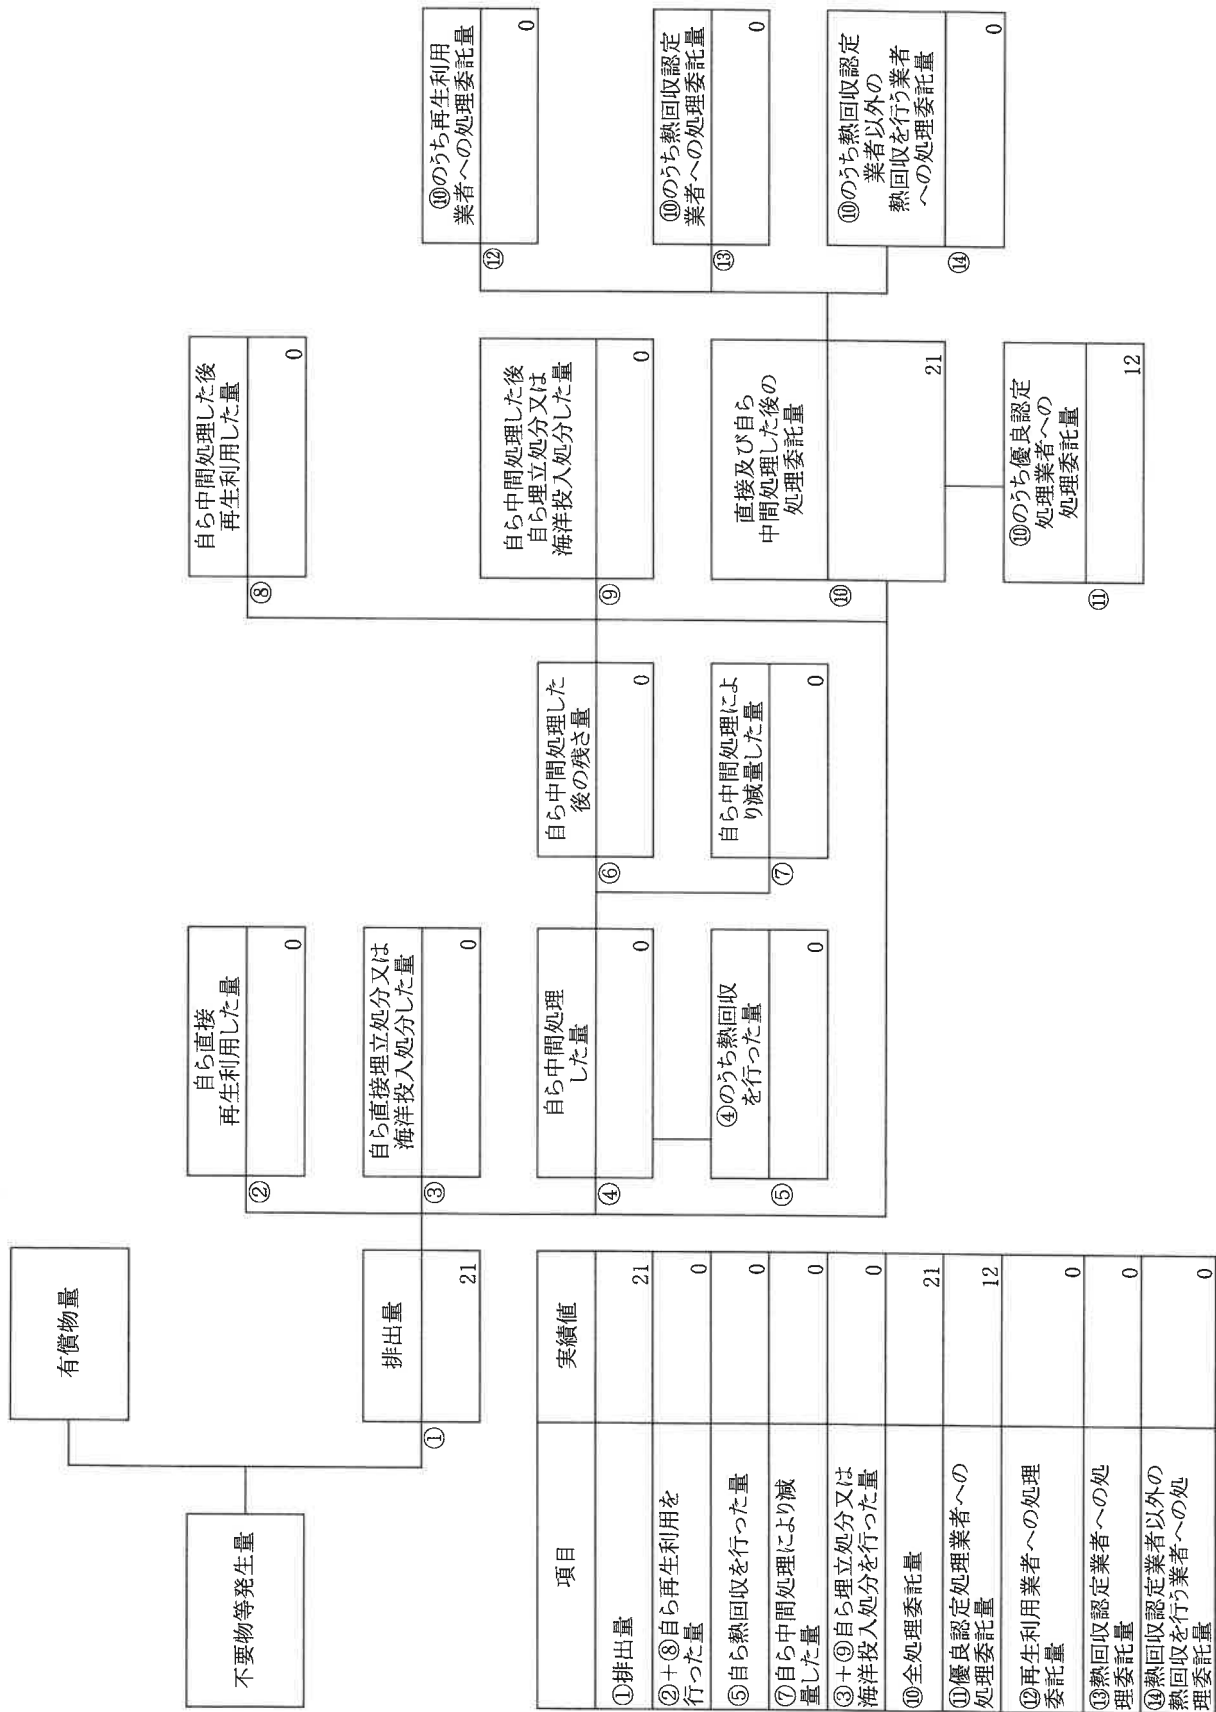 不要物等発生量
有償物量
①
排出量
21
②
自ら直接
再生利用した量
0
③
自ら直接埋立処分又は
海洋投入処分した量
0
④
自ら中間処理
した量
0
⑤
④のうち熱回収
を行った量
0
⑥
自ら中間処理した
後の残さ量
0
⑦
自ら中間処理によ
り減量した量
0
⑧
自ら中間処理した後
再生利用した量
0
⑨
自ら中間処理した後
自ら埋立処分又は
海洋投入処分した量
0
⑩
直接及び自ら
中間処理した後の
処理委託量
21
⑪
⑩のうち優良認定
処理業者への
処理委託量
12
⑫
⑩のうち再生利用
業者への処理委託量
0
⑬
⑩のうち熱回収認定
業者への処理委託量
0
⑭
⑩のうち熱回収認定
業者以外の
熱回収を行う業者
への処理委託量
0
項目 実績値
①排出量 21
②+⑧自ら再生利用を
行った量 0
⑤自ら熱回収を行った量 0
⑦自ら中間処理により減
量した量 0
③+⑨自ら埋立処分又は
海洋投入処分を行った量 0
⑩全処理委託量 21
⑪優良認定処理業者への
処理委託量 12
⑫再生利用業者への処理
委託量 0
⑬熱回収認定業者への処
理委託量 0
⑭熱回収認定業者以外の
熱回収を行う業者への処
理委託量 0